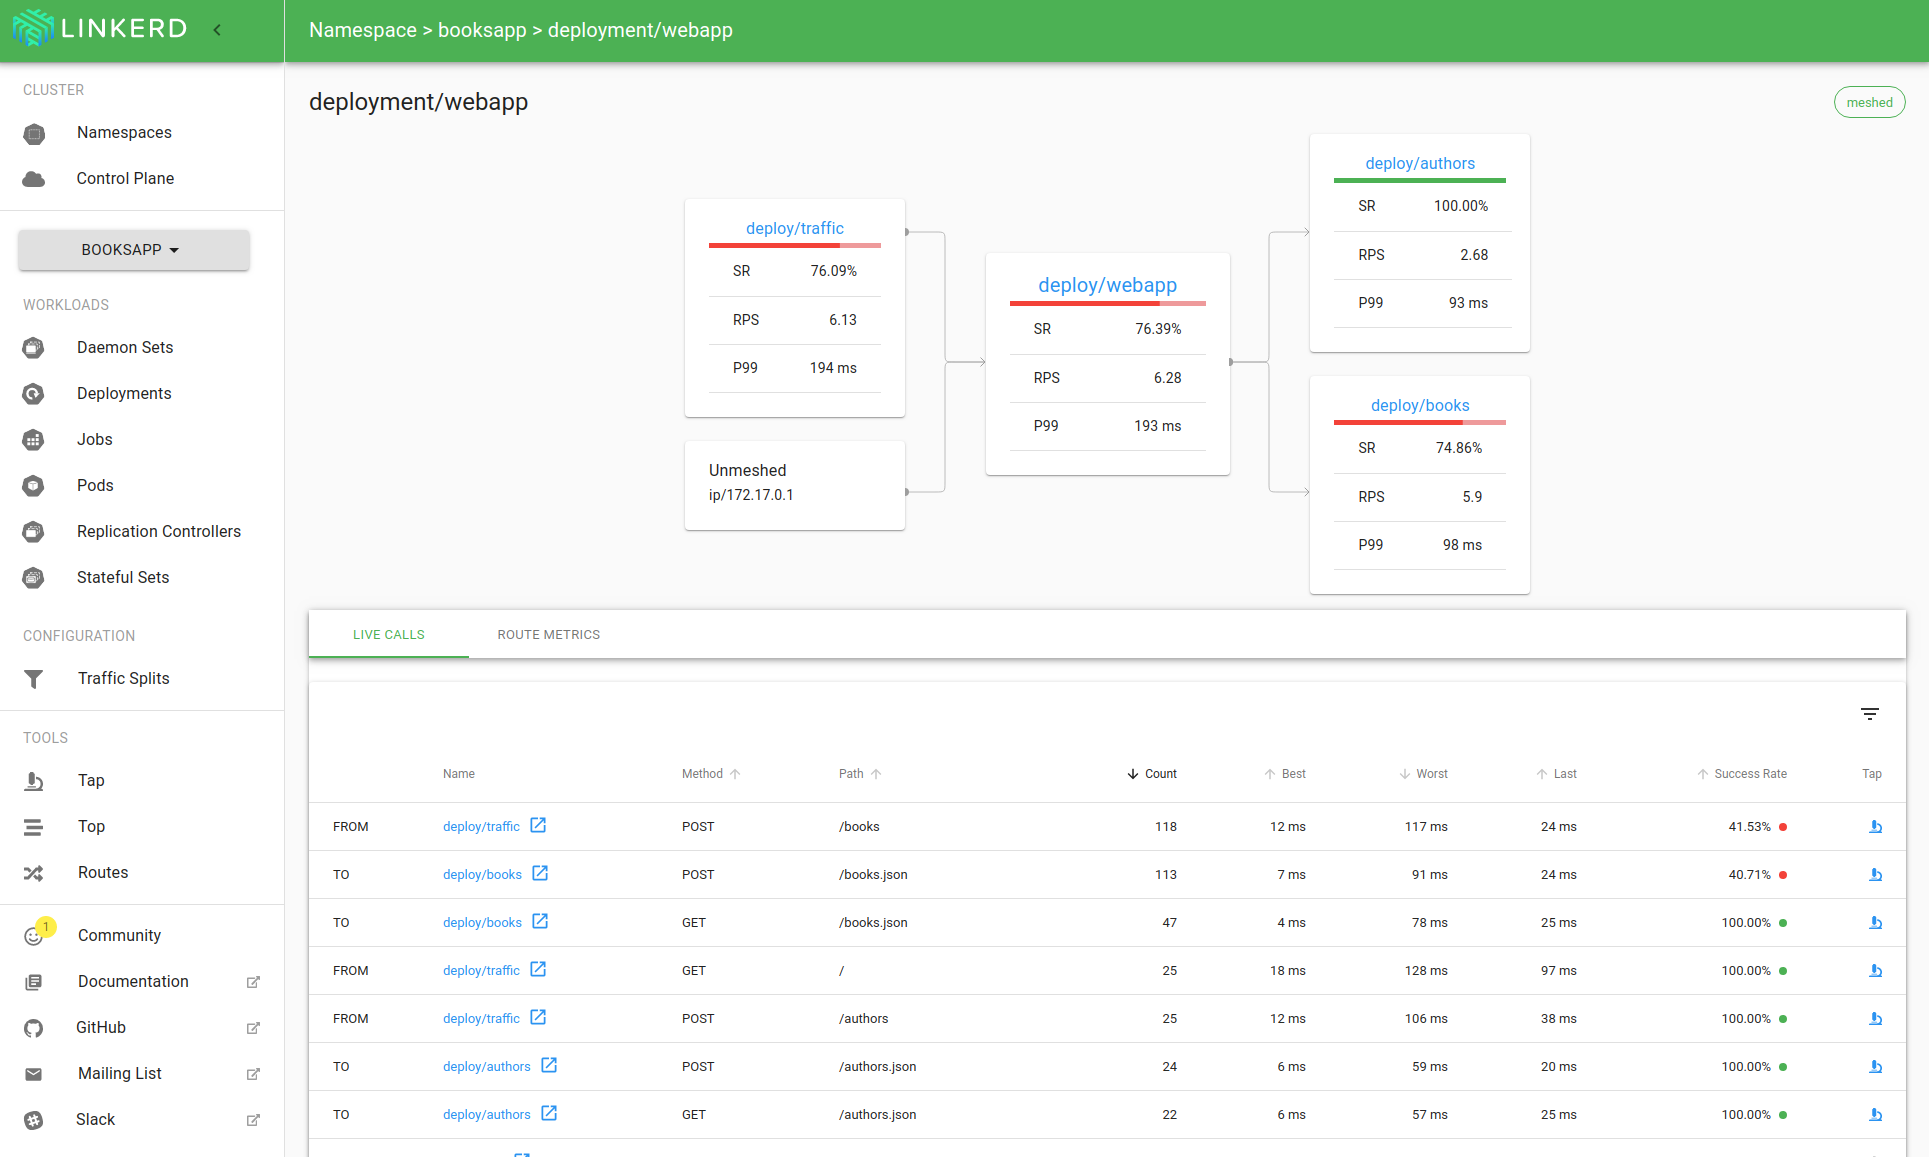 LINKERD
Namespace > booksapp > deployment/webapp
CLUSTER
Namespaces
Control Plane
BOOKSAPP
WORKLOADS
Daemon Sets
Deployments
Jobs
Pods
Replication Controllers
Stateful Sets
CONFIGURATION
Traffic Splits
TOOLS
Tap
Top
Routes
1
Community
Documentation
GitHub
Mailing List
Slack
deployment/webapp
meshed
deploy/traffic
SR 76.09%
RPS 6.13
P99 194 ms
Unmeshed
ip/172.17.0.1
deploy/webapp
SR 76.39%
RPS 6.28
P99 193 ms
deploy/authors
SR 100.00%
RPS 2.68
P99 93 ms
deploy/books
SR 74.86%
RPS 5.9
P99 98 ms
LIVE CALLS ROUTE METRICS
Name Method Path Count Best Worst Last Success Rate Tap
FROM deploy/traffic POST /books 118 12 ms 117 ms 24 ms 41.53%
TO deploy/books POST /books.json 113 7 ms 91 ms 24 ms 40.71%
TO deploy/books GET /books.json 47 4 ms 78 ms 25 ms 100.00%
FROM deploy/traffic GET / 25 18 ms 128 ms 97 ms 100.00%
FROM deploy/traffic POST /authors 25 12 ms 106 ms 38 ms 100.00%
TO deploy/authors POST /authors.json 24 6 ms 59 ms 20 ms 100.00%
TO deploy/authors GET /authors.json 22 6 ms 57 ms 25 ms 100.00%